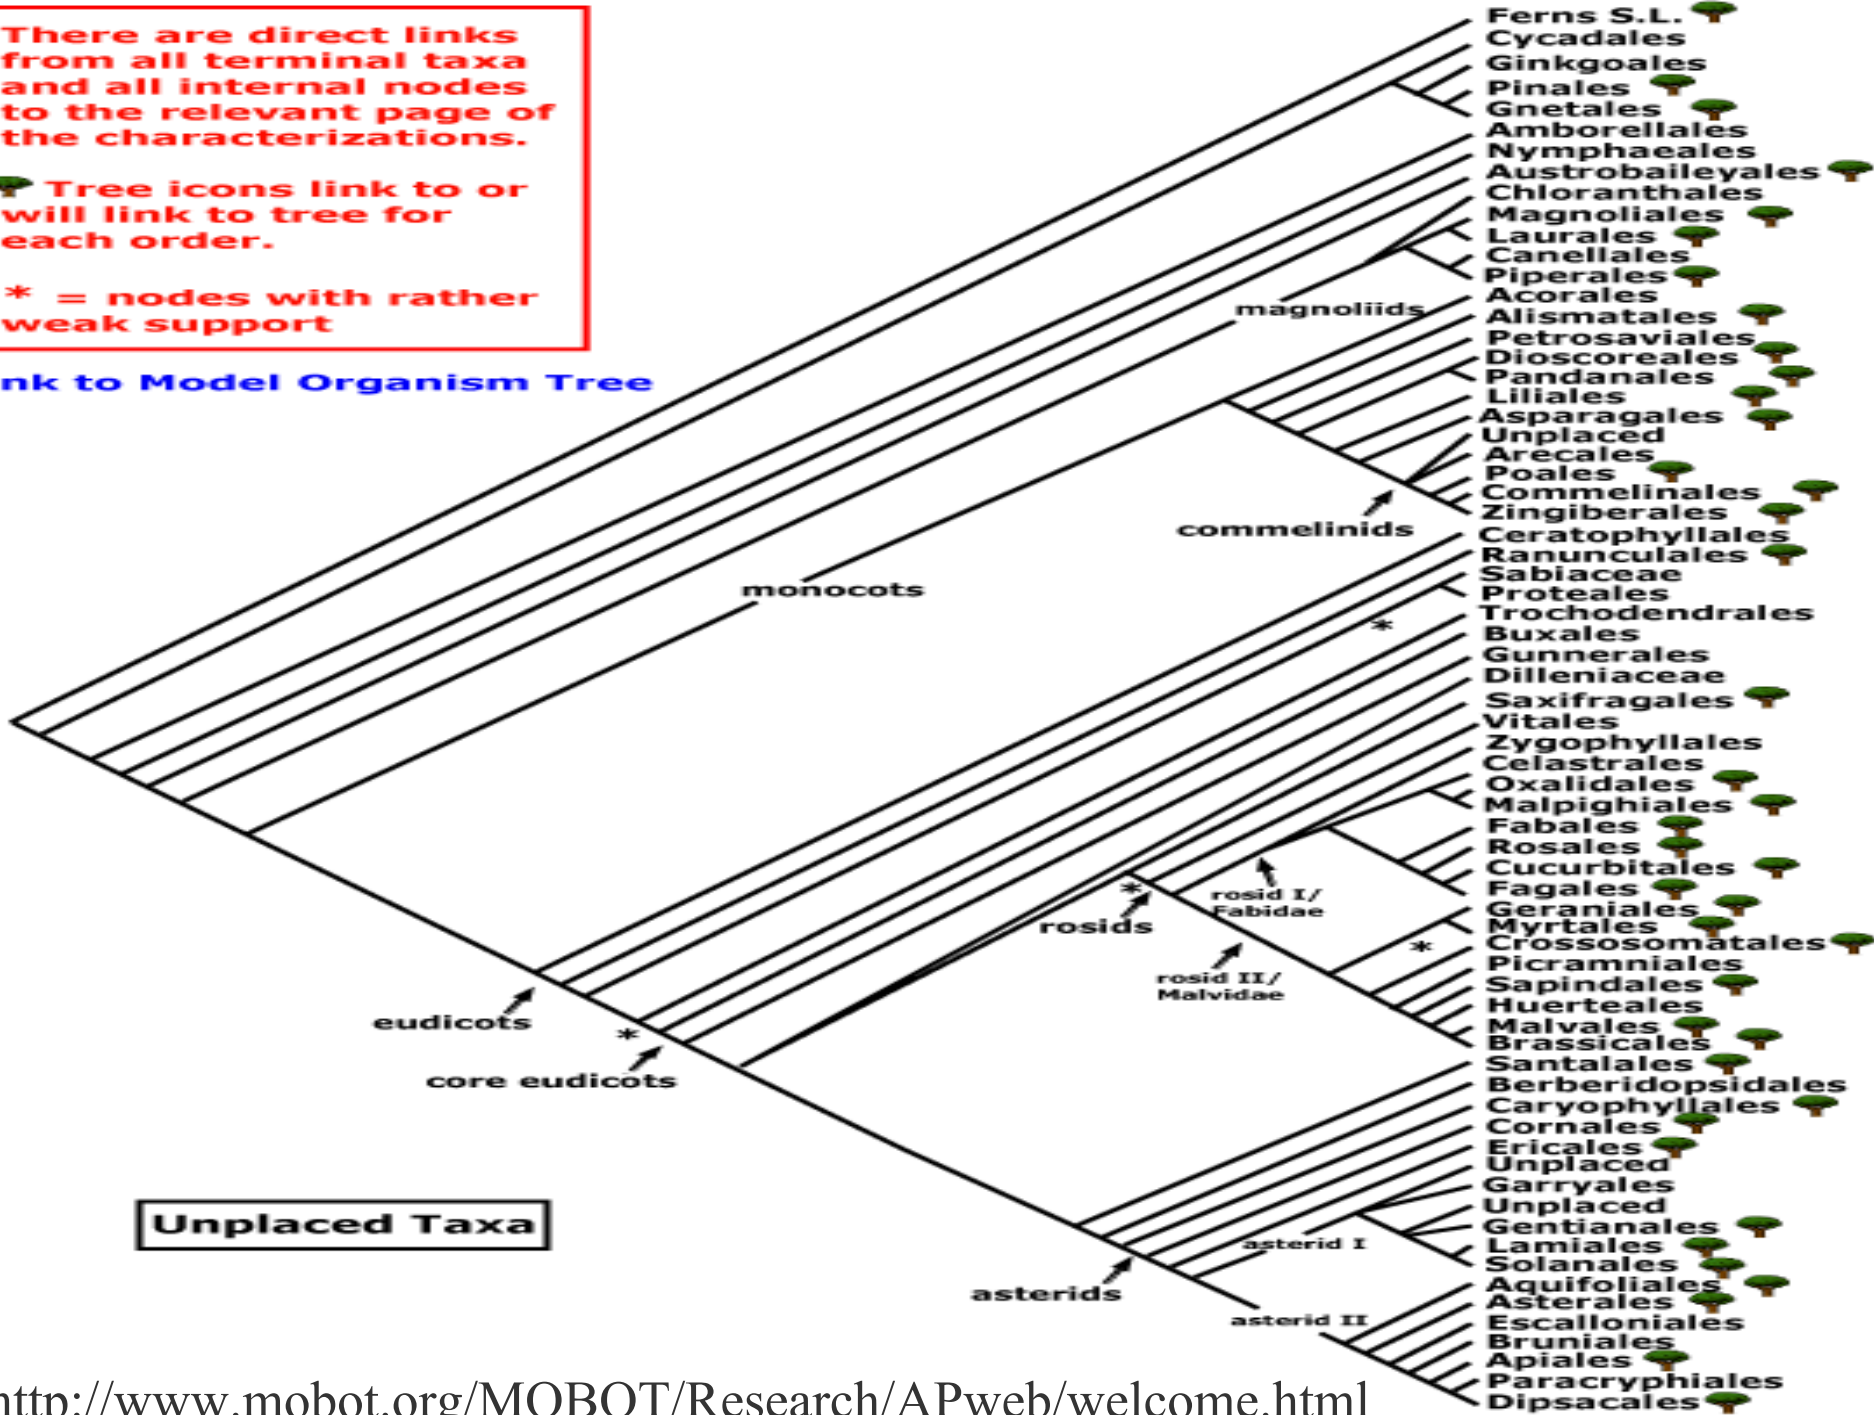 There are direct links
from all terminal taxa
and all internal nodes
to the relevant page of
the characterizations.
Tree icons link to or
will link to tree for
each order.
* = nodes with rather
weak support
nk to Model Organism Tree
Ferns S.L.
Cycadales
Ginkgoales
Pinales
Gnetales
Amborellales
Nymphaeales
Austrobaileyales
Chloranthales
Magnoliales
Laurales
Canellales
Piperales
magnoliids
Acorales
Alismatales
Petrosaviales
Dioscoreales
Pandanales
Liliales
Asparagales
Unplaced
Arecales
Poales
Commelinales
Zingiberales
commelinids
monocots
Ceratophyllales
Ranunculales
Sabiaceae
Proteales
*
Trochodendrales
Buxales
Gunnerales
Dilleniaceae
Saxifragales
Vitales
Zygophyllales
Celastrales
Oxalidales
Malpighiales
Fabales
Rosales
Cucurbitales
Fagales
*
rosids
rosid I/
Fabidae
rosid II/
Malvidae
Geraniales
Myrtales
*
Crossosomatales
Picramniales
Sapindales
Huerteales
Malvales
Brassicales
eudicots
*
core eudicots
Santalales
Berberidopsidales
Caryophyllales
Cornales
Ericales
Unplaced
Garryales
Unplaced
Gentianales
Lamiales
Solanales
asterid I
asterids
asterid II
Aquifoliales
Asterales
Escalloniales
Bruniales
Apiales
Paracryphiales
Dipsacales
Unplaced Taxa
http://www.mobot.org/MOBOT/Research/APweb/welcome.html